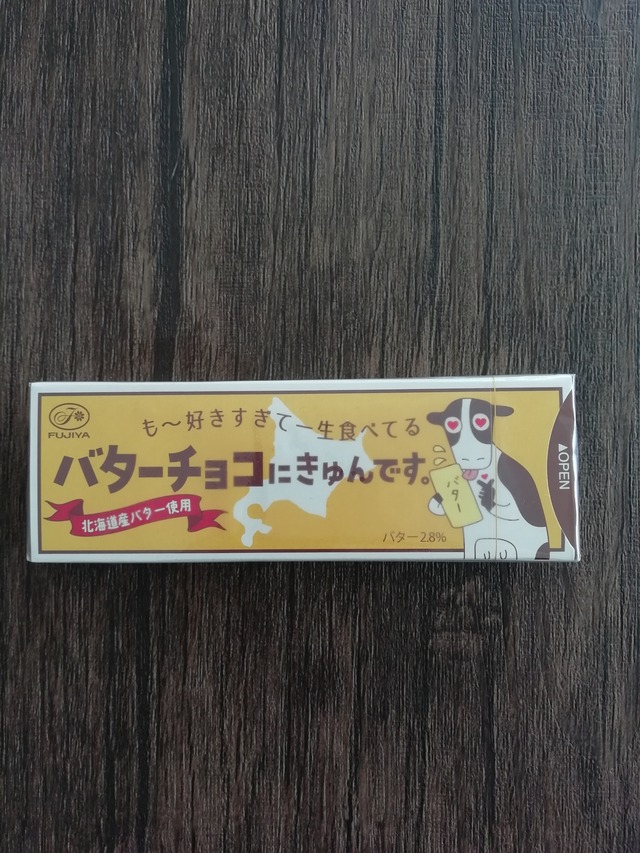 FUJIYA
も～好きすぎて一生食べてる
バターチョコにきゅんです。
北海道産バター使用
バター
バター2.8%
▲OPEN